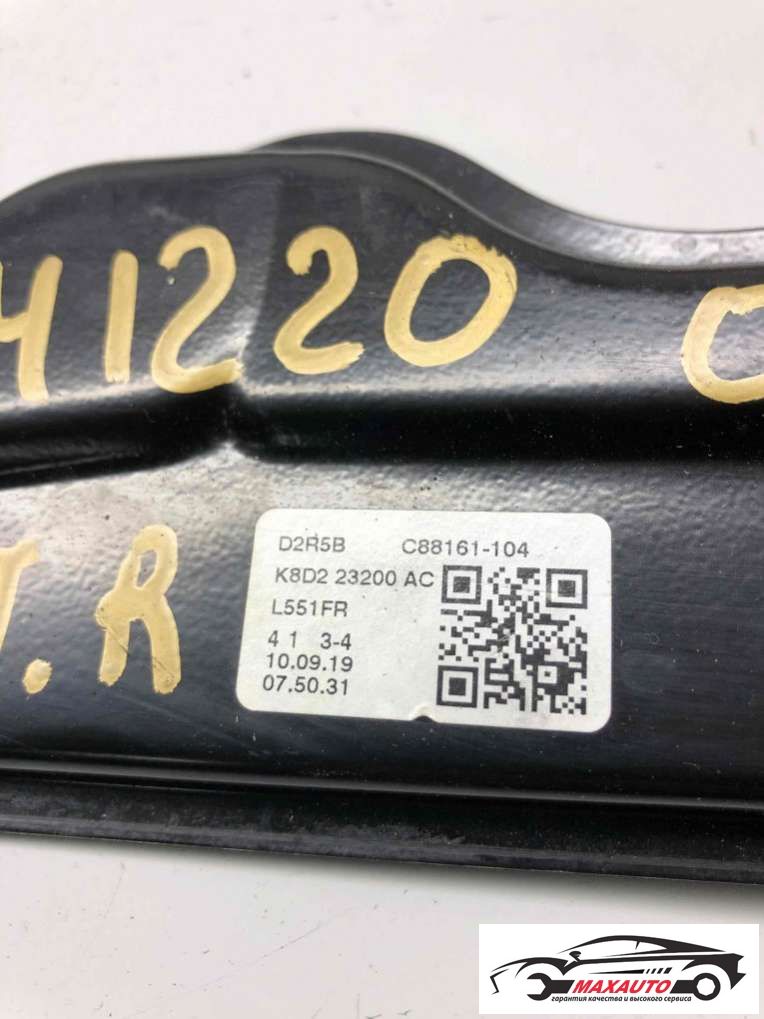 41220
T.R
D2R5B C88161-104
K8D2 23200 AC
L551FR
4 1 3-4
10.09.19
07.50.31
MAXAUTO
гарантия качества и высокого сервиса